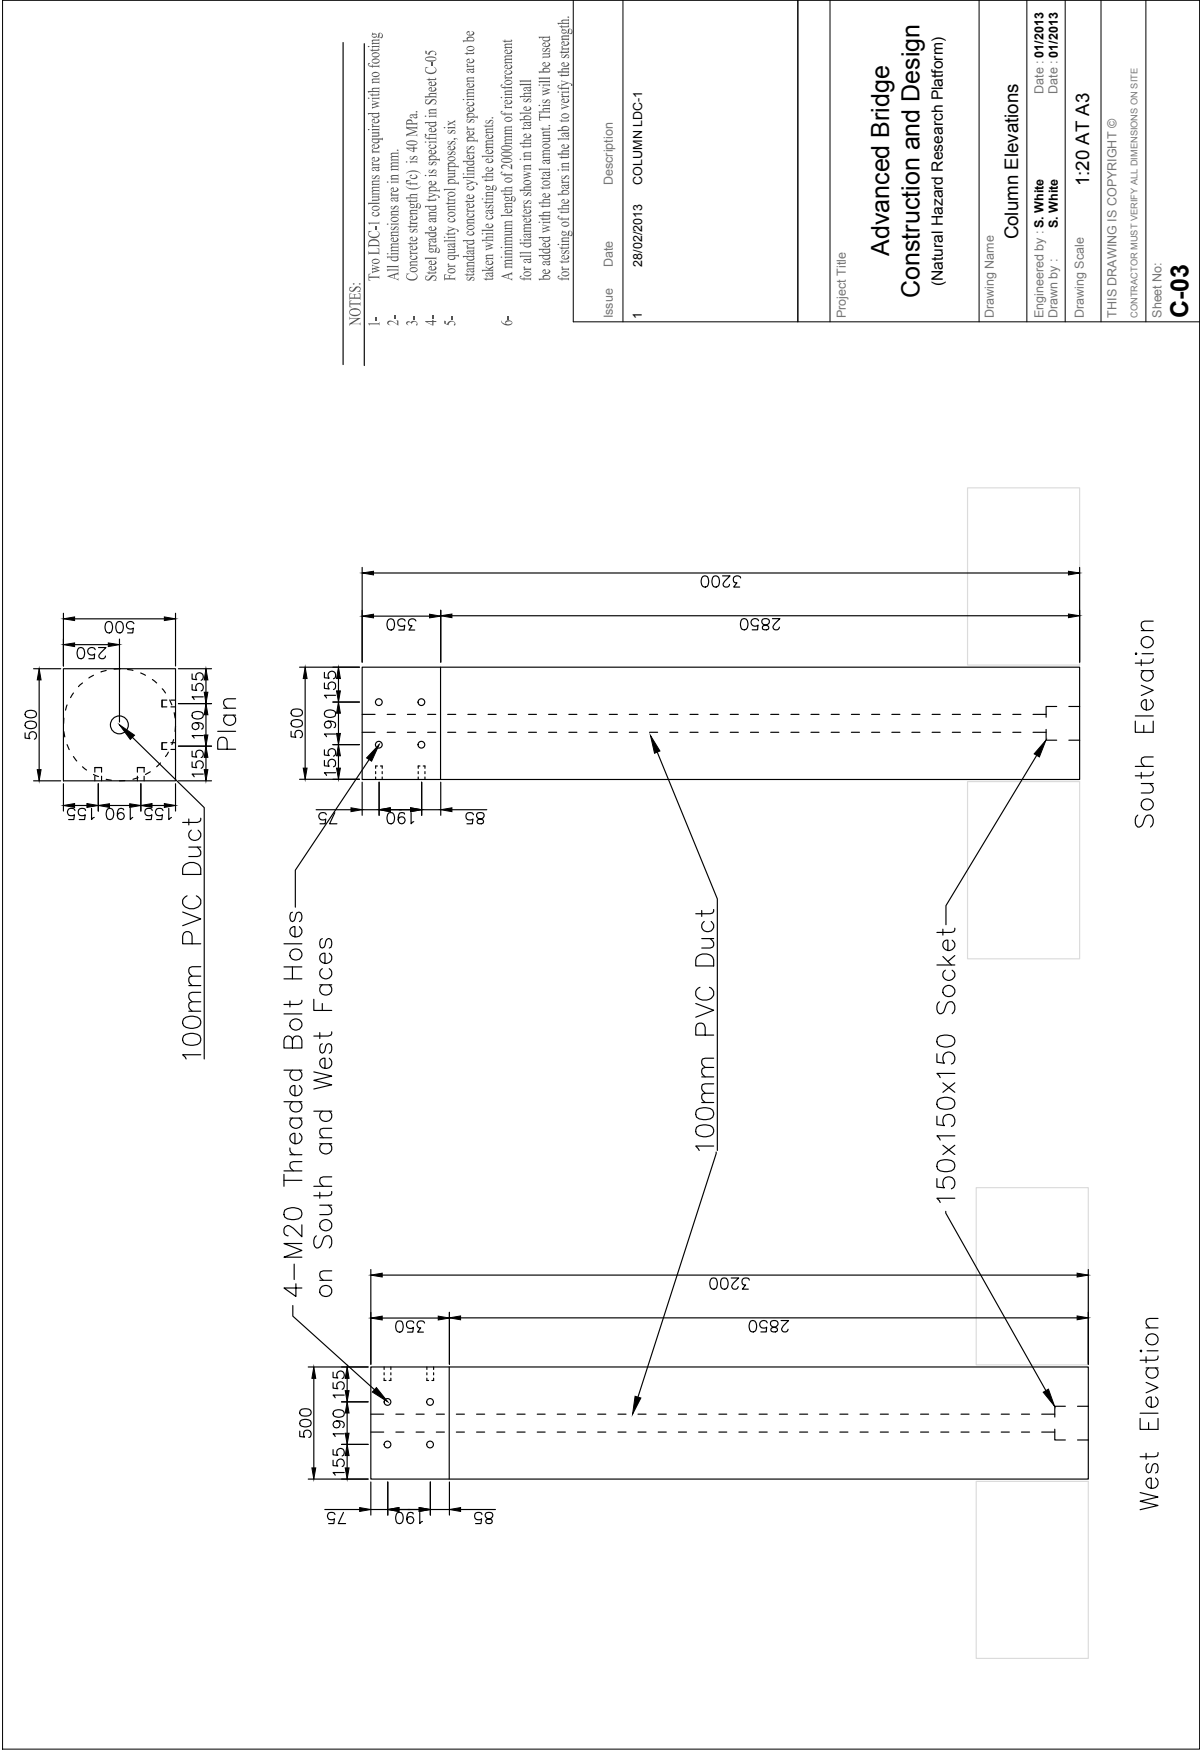 500
250
500
155 190 155
155 190 155
Plan
100mm PVC Duct
4-M20 Threaded Bolt Holes
on South and West Faces
500
155 190 155
75
190
85
350
2850
3200
100mm PVC Duct
150x150x150 Socket
West Elevation
500
155 190 155
75
190
85
350
2850
3200
South Elevation
NOTES:
1- Two LDC-1 columns are required with no footing
2- All dimensions are in mm.
3- Concrete strength (f'c) is 40 MPa.
4- Steel grade and type is specified in Sheet C-05
5- For quality control purposes, six
standard concrete cylinders per specimen are to be
taken while casting the elements.
6- A minimum length of 2000mm of reinforcement
for all diameters shown in the table shall
be added with the total amount. This will be used
for testing of the bars in the lab to verify the strength.
Issue Date Description
1 28/02/2013 COLUMN LDC-1
Project Title
Advanced Bridge
Construction and Design
(Natural Hazard Research Platform)
Drawing Name
Column Elevations
Engineered by : S. White Date : 01/2013
Drawn by : S. White Date : 01/2013
Drawing Scale
1:20 AT A3
THIS DRAWING IS COPYRIGHT ©
CONTRACTOR MUST VERIFY ALL DIMENSIONS ON SITE
Sheet No:
C-03